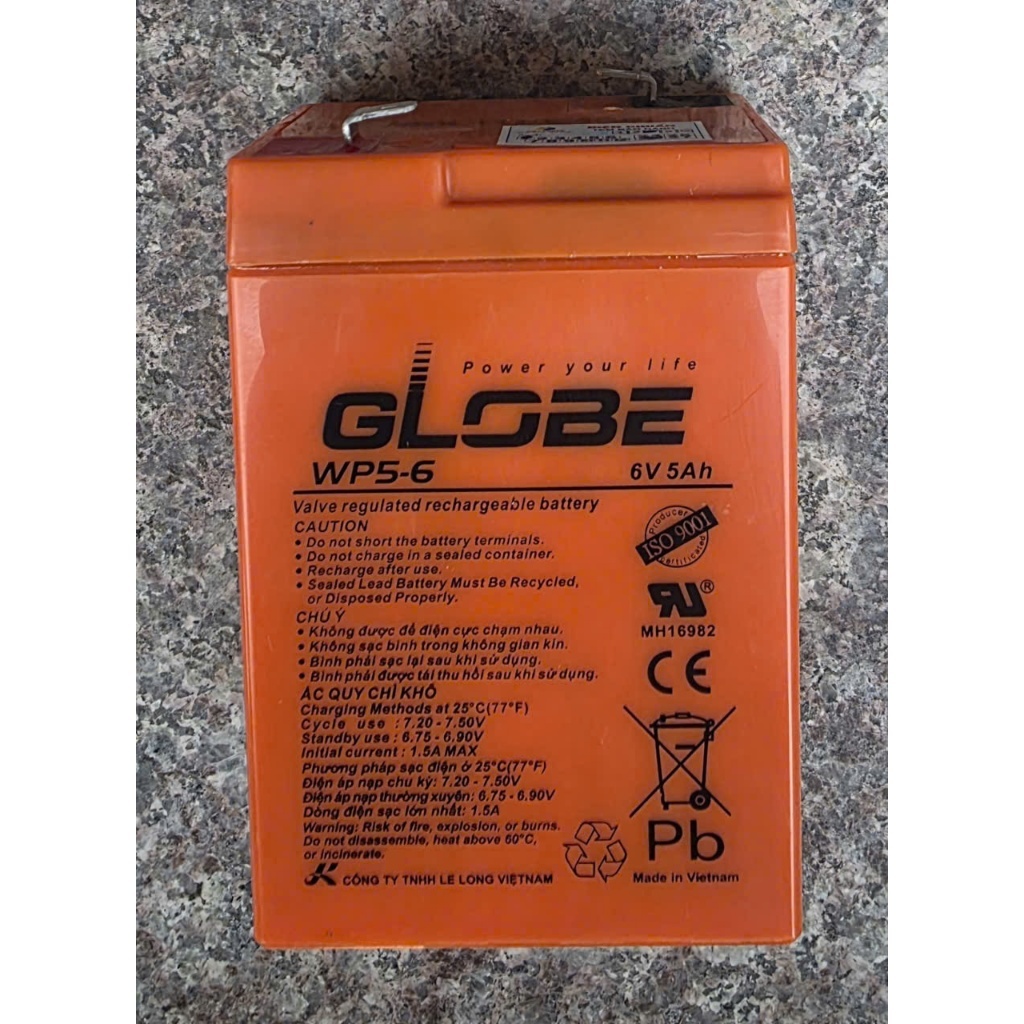 Power your life
GLOBE
WP5-6 6V 5Ah
Valve regulated rechargeable battery
CAUTION
• Do not short the battery terminals.
• Do not charge in a sealed container.
• Recharge after use.
• Sealed Lead Battery Must Be Recycled,
or Disposed Properly.
CHÚ Ý
• Không được để điện cực chạm nhau.
• Không sạc bình trong không gian kín.
• Bình phải sạc lại sau khi sử dụng.
• Bình phải được tái thu hồi sau khi sử dụng.
ẮC QUY CHÌ KHÔ
Charging Methods at 25°C(77°F)
Cycle use : 7.20 - 7.50V
Standby use : 6.75 - 6.90V
Initial current : 1.5A MAX
Phương pháp sạc điện ở 25°C(77°F)
Điện áp nạp chu kỳ: 7.20 - 7.50V
Điện áp nạp thường xuyên: 6.75 - 6.90V
Dòng điện sạc lớn nhất: 1.5A
Warning: Risk of fire, explosion, or burns.
Do not disassemble, heat above 60°C,
or incinerate.
CÔNG TY TNHH LE LONG VIỆTNAM
Producer
ISO 9001
Certificated
RU®
MH16982
CE
Pb
Made in Vietnam